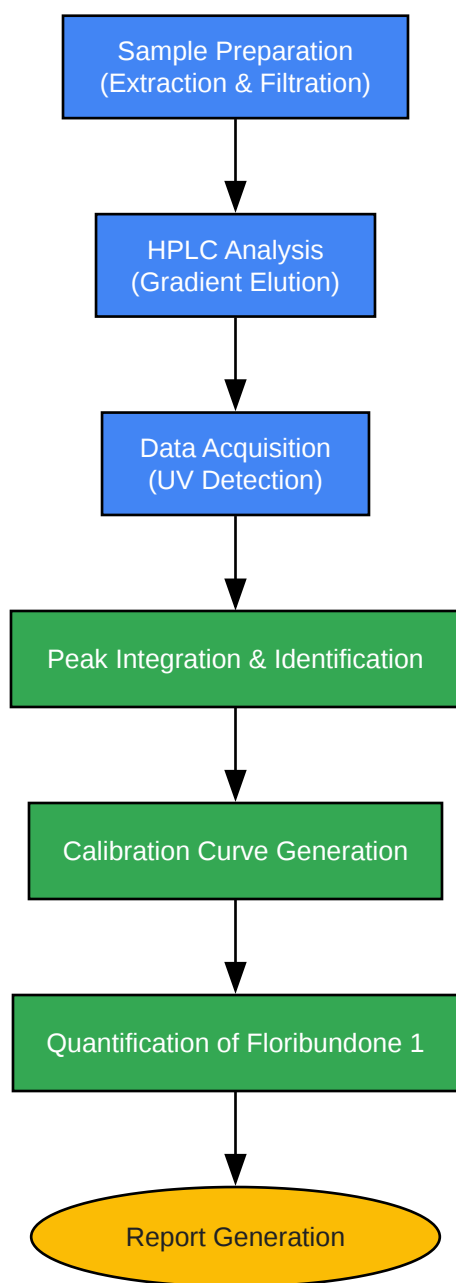 Sample Preparation
(Extraction & Filtration)
HPLC Analysis
(Gradient Elution)
Data Acquisition
(UV Detection)
Peak Integration & Identification
Calibration Curve Generation
Quantification of Floribundone 1
Report Generation